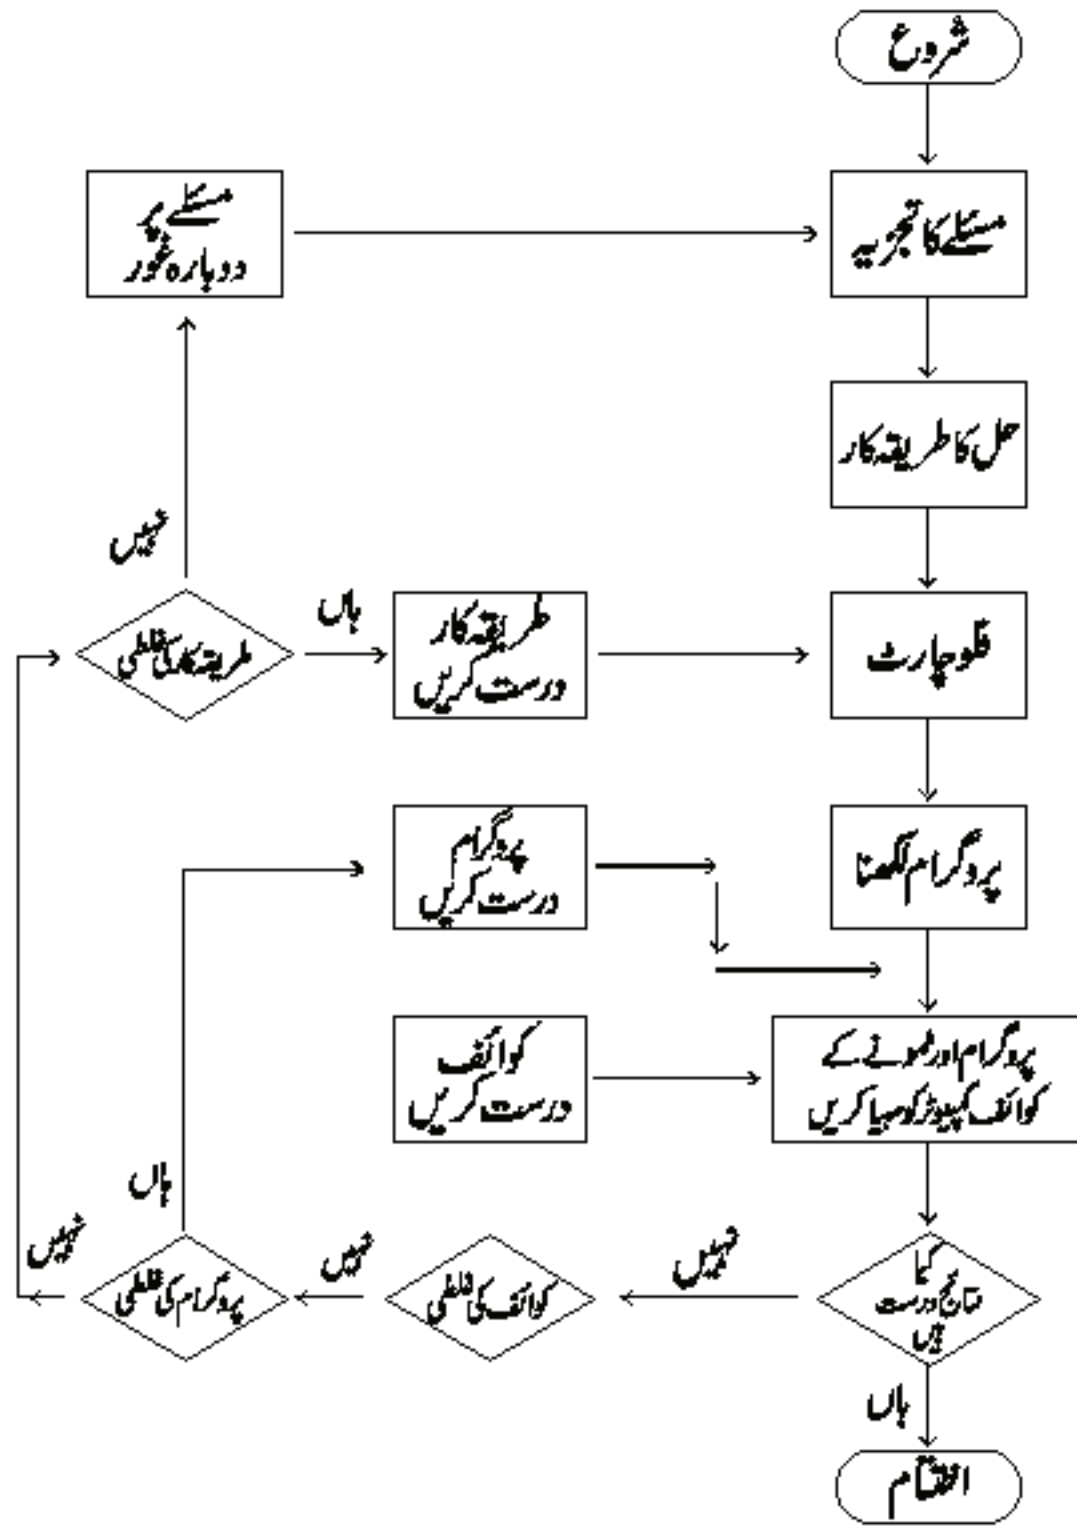 شروع
مسئلے کا تجزیہ
مسئلے پر
دوبارہ غور
حل کا طریقہ کار
نہیں
ہاں
فلو چارٹ
طریقہ کار
درست کریں
طریقہ کار کی غلطی
پروگرام لکھنا
پروگرام
درست کریں
پروگرام اور نمونے کے
کوائف کمپیوٹر کو مہیا کریں
کوائف
درست کریں
ہاں
کیا
نتائج درست
ہیں
نہیں
کوائف کی غلطی
نہیں
پروگرام کی غلطی
نہیں
ہاں
اختتام